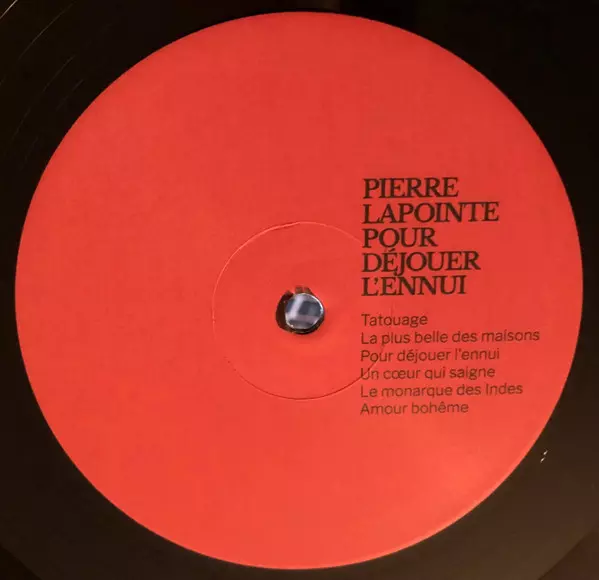 PIERRE
LAPOINTE
POUR
DÉJOUER
L'ENNUI
Tatouage
La plus belle des maisons
Pour déjouer l'ennui
Un cœur qui saigne
Le monarque des Indes
Amour bohême